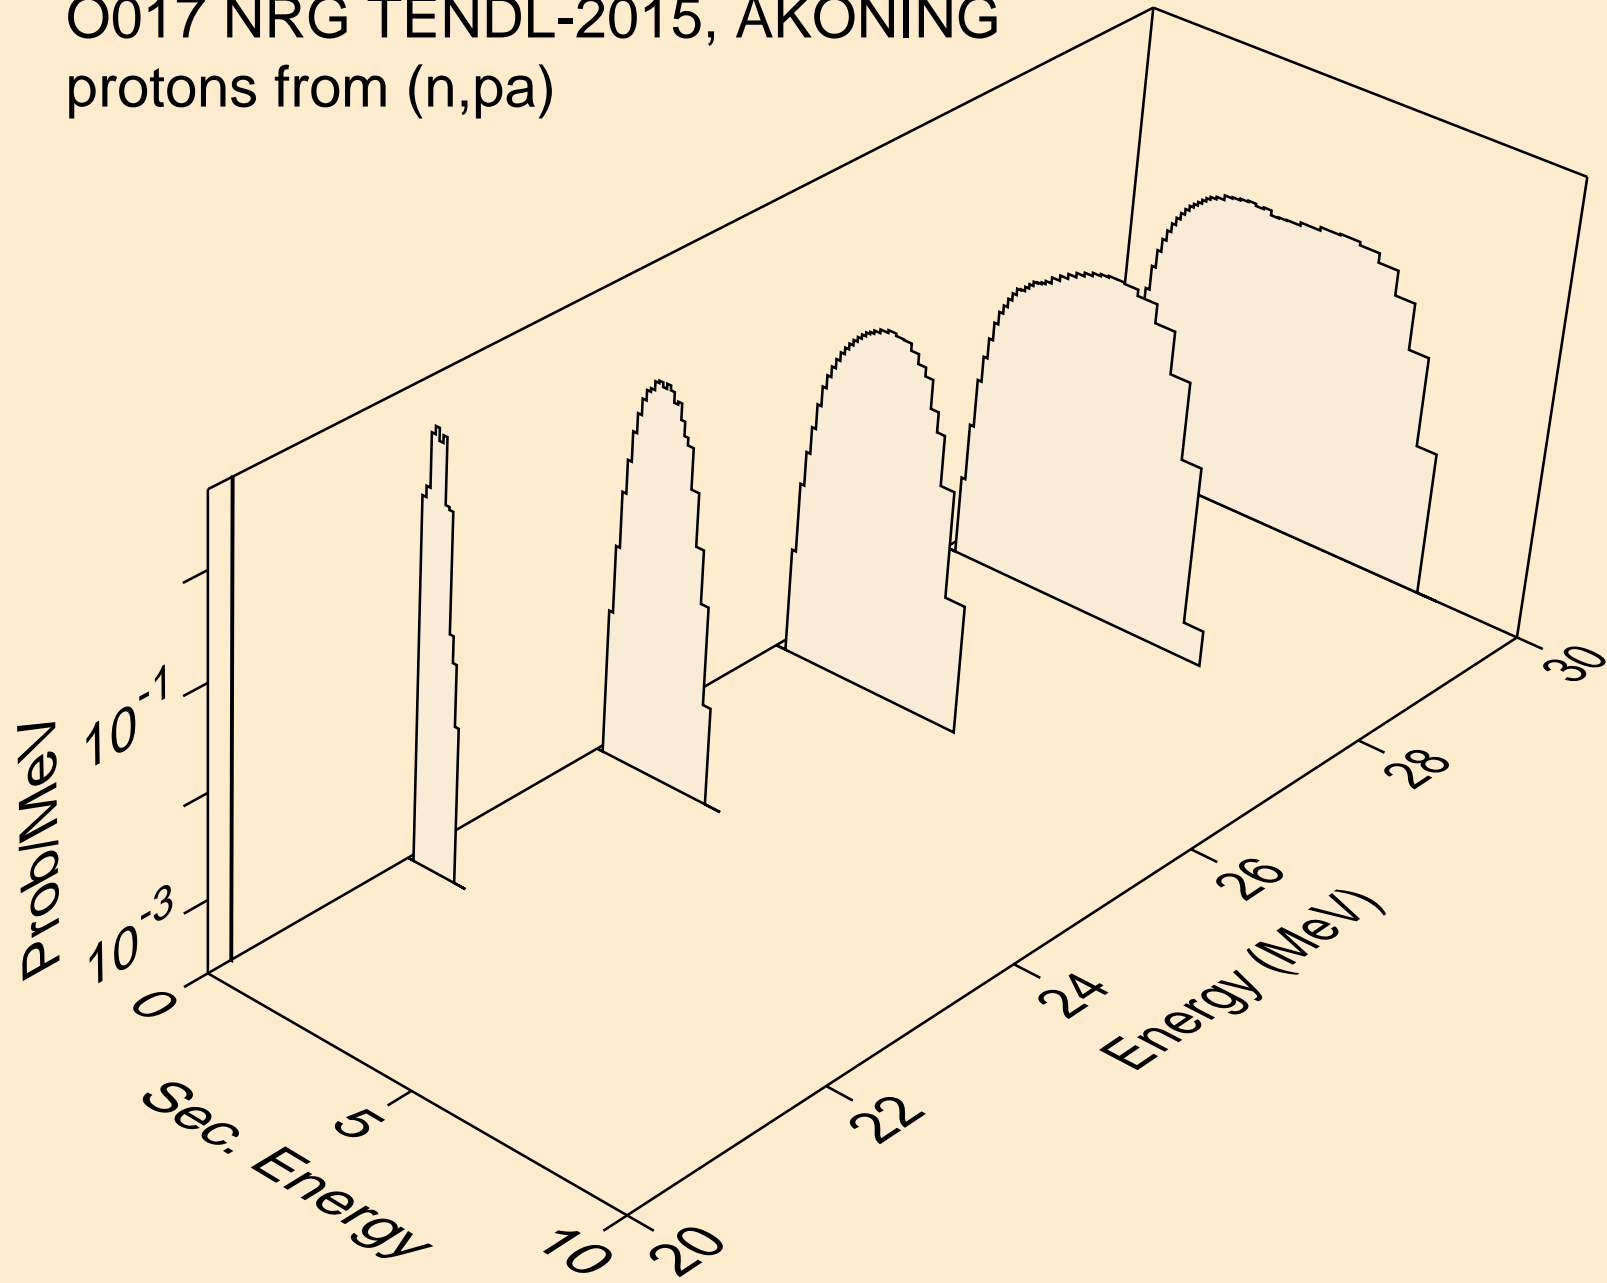 O017 NRG TENDL-2015, AKONING
protons from (n,pa)
Prob/MeV
10-1
10-3
0
5
10
Sec. Energy
20
22
24
26
28
30
Energy (MeV)